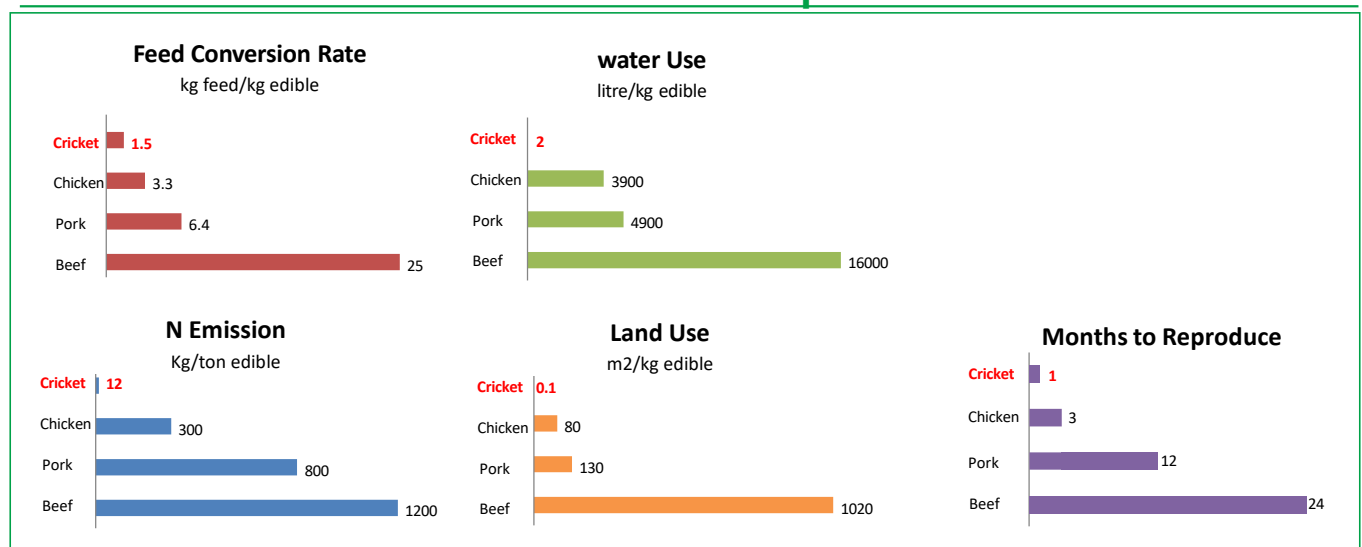 Feed Conversion Rate
kg feed/kg edible
Cricket 1.5
Chicken 3.3
Pork 6.4
Beef 25
water Use
litre/kg edible
Cricket 2
Chicken 3900
Pork 4900
Beef 16000
N Emission
Kg/ton edible
Cricket 12
Chicken 300
Pork 800
Beef 1200
Land Use
m2/kg edible
Cricket 0.1
Chicken 80
Pork 130
Beef 1020
Months to Reproduce
Cricket 1
Chicken 3
Pork 12
Beef 24